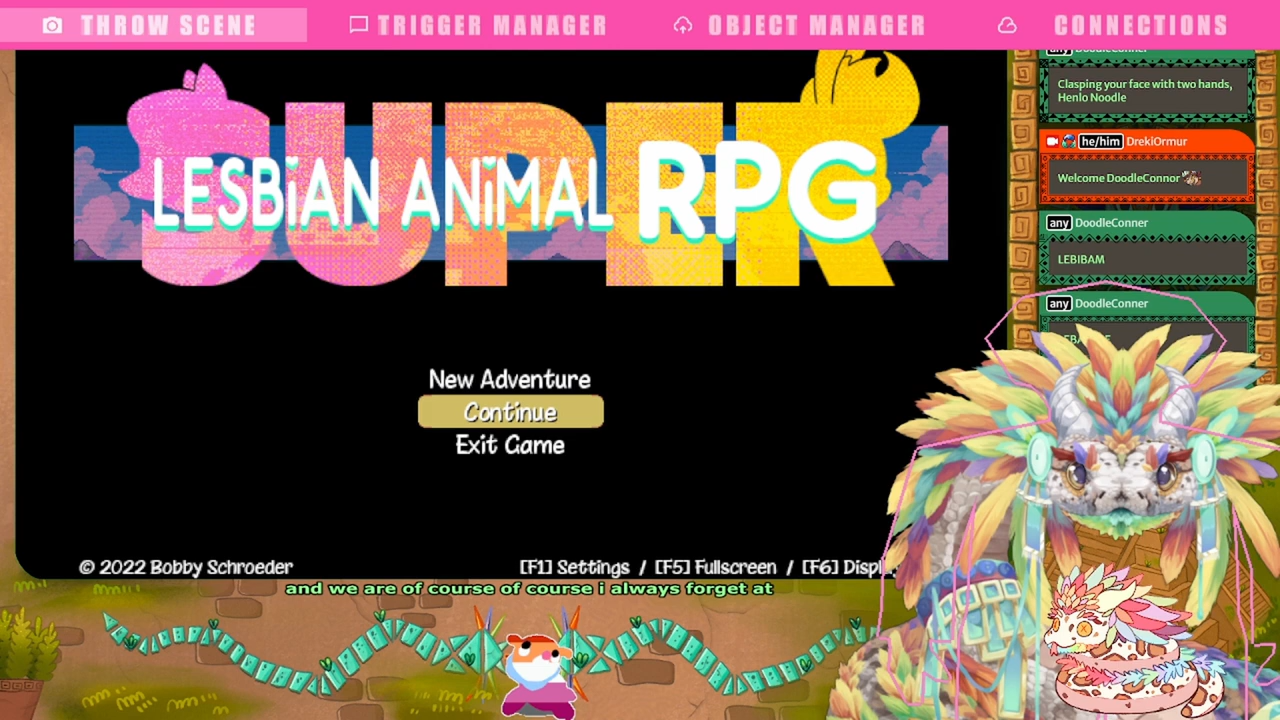 THROW SCENE
TRIGGER MANAGER
OBJECT MANAGER
CONNECTIONS
SUPER
LESBiAN ANiMAL RPG
New Adventure
Continue
Exit Game
© 2022 Bobby Schroeder
[F1] Settings / [F5] Fullscreen / [F6]
and we are of course of course i always forget at
any DoodleConner
Clasping your face with two hands,
Henlo Noodle
he/him DrekiOrmur
Welcome DoodleConnor
any DoodleConner
LEBIBAM
any DoodleConner